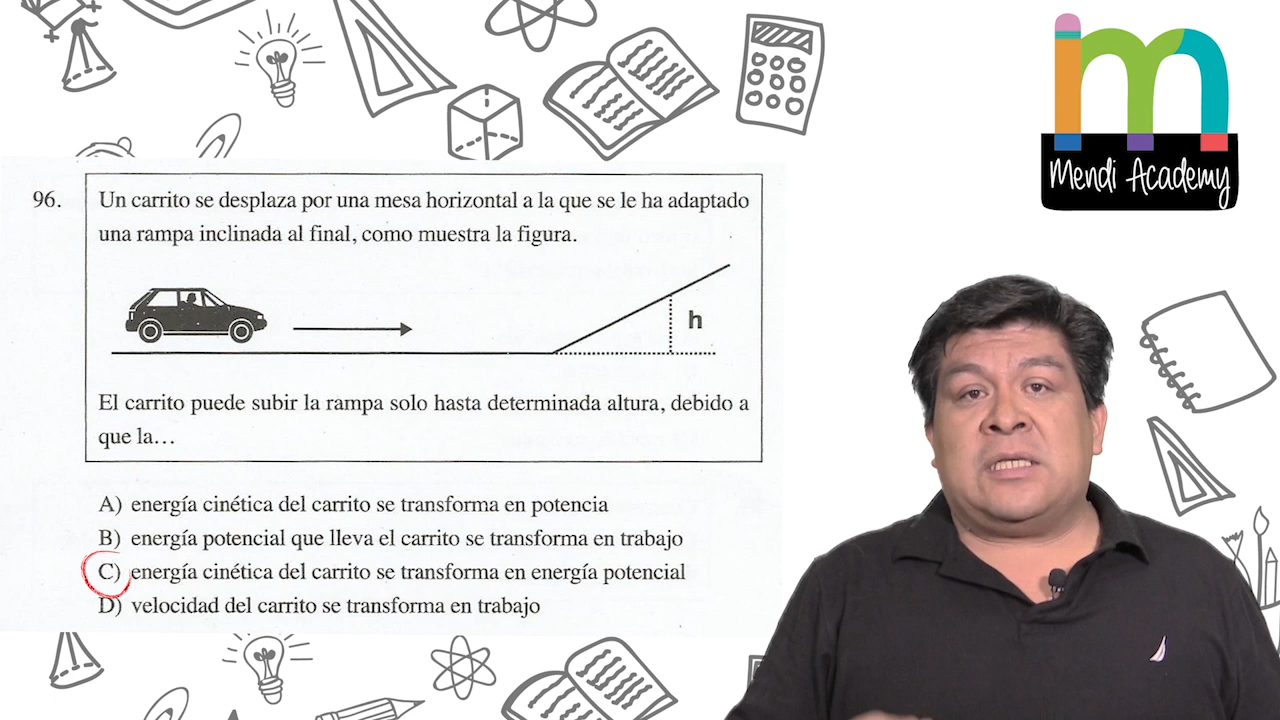 m
Mendi Academy
96.
Un carrito se desplaza por una mesa horizontal a la que se le ha adaptado
una rampa inclinada al final, como muestra la figura.
h
El carrito puede subir la rampa solo hasta determinada altura, debido a
que la...
A) energía cinética del carrito se transforma en potencia
B) energía potencial que lleva el carrito se transforma en trabajo
C) energía cinética del carrito se transforma en energía potencial
D) velocidad del carrito se transforma en trabajo